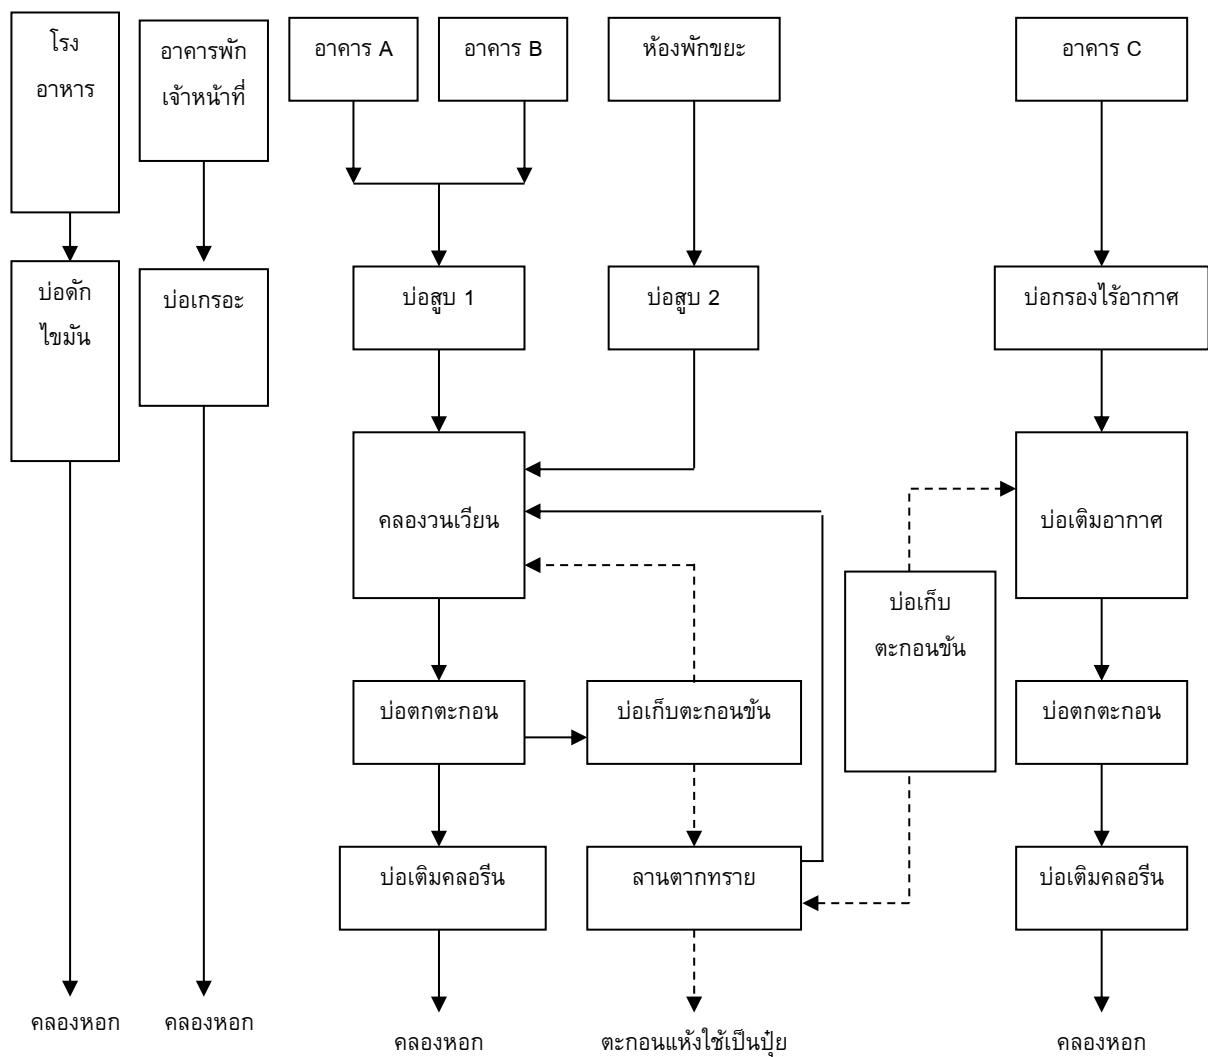 โรง
อาหาร
อาคารพัก
เจ้าหน้าที่
อาคาร A
อาคาร B
ห้องพักขยะ
อาคาร C
บ่อดัก
ไขมัน
บ่อเกรอะ
บ่อสูบ 1
บ่อสูบ 2
บ่อกรองไร้อากาศ
คลองวนเวียน
บ่อเติมอากาศ
บ่อเก็บ
ตะกอนข้น
บ่อตกตะกอน
บ่อเก็บตะกอนข้น
บ่อตกตะกอน
บ่อเติมคลอรีน
ลานตากทราย
บ่อเติมคลอรีน
คลองหอก
คลองหอก
คลองหอก
ตะกอนแห้งใช้เป็นปุ๋ย
คลองหอก